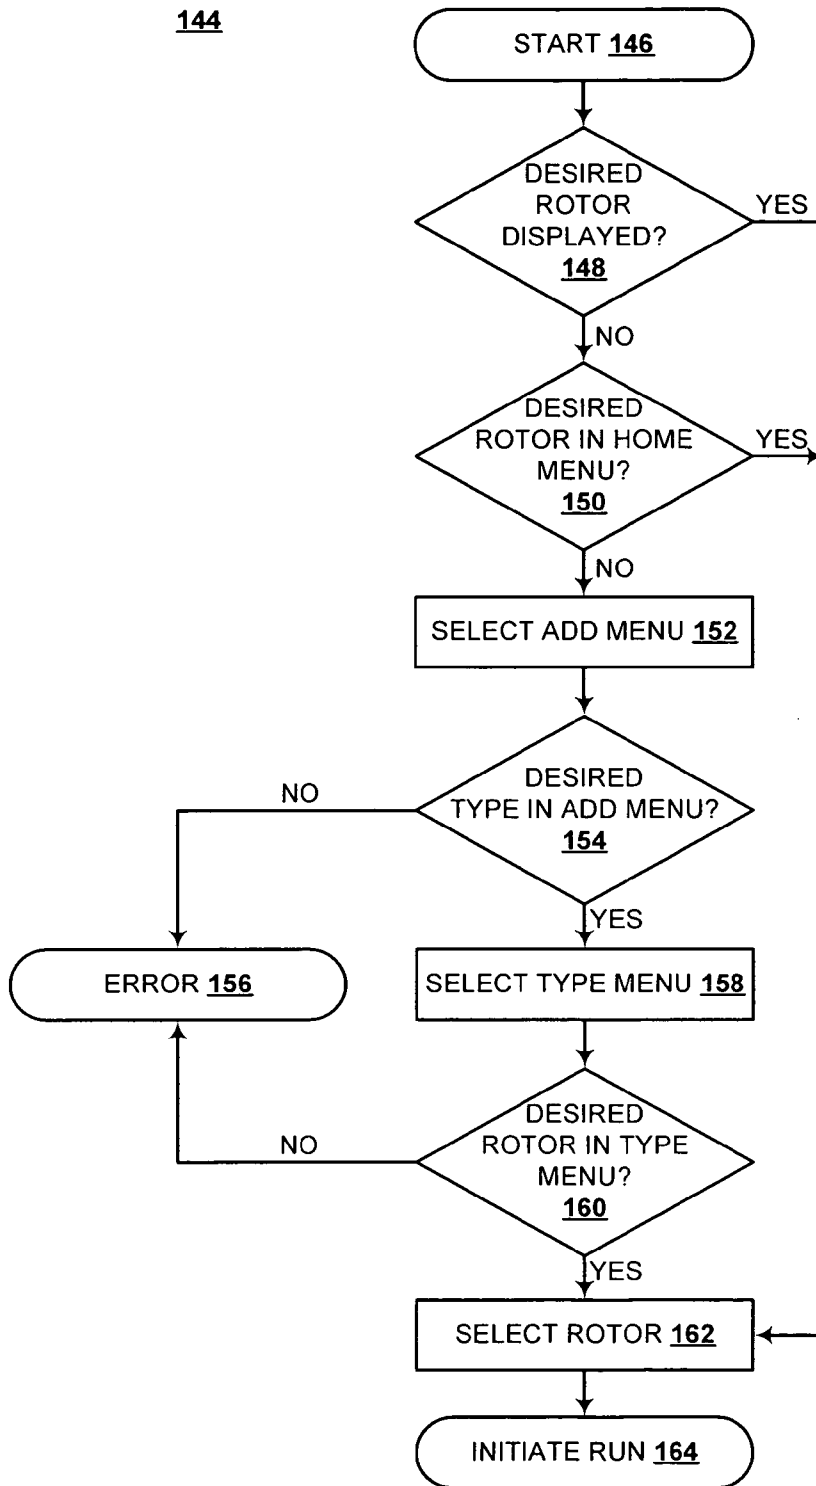 144
START 146
DESIRED
ROTOR
DISPLAYED?
148
YES
NO
DESIRED
ROTOR IN HOME
MENU?
150
YES
NO
SELECT ADD MENU 152
DESIRED
TYPE IN ADD MENU?
154
NO
YES
ERROR 156
SELECT TYPE MENU 158
DESIRED
ROTOR IN TYPE
MENU?
160
NO
YES
SELECT ROTOR 162
INITIATE RUN 164